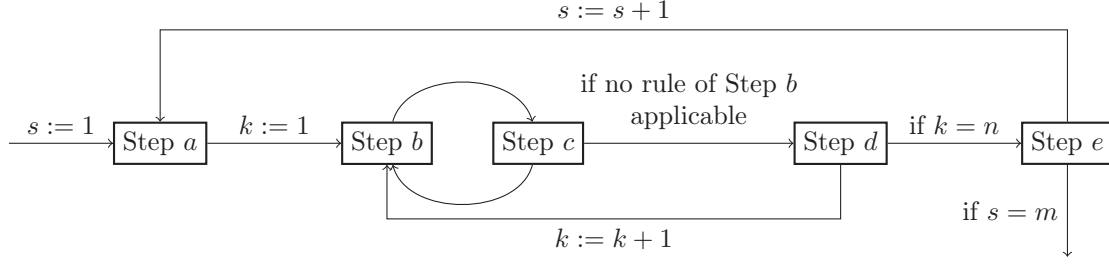 s := s + 1
if no rule of Step b
applicable
s := 1
Step a
k := 1
Step b
Step c
Step d
if k = n
Step e
if s = m
k := k + 1